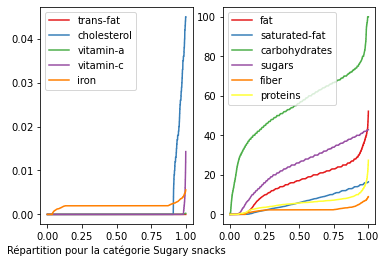 trans-fat
cholesterol
vitamin-a
vitamin-c
iron
0.04
0.03
0.02
0.01
0.00
0.00 0.25 0.50 0.75 1.00
fat
saturated-fat
carbohydrates
sugars
fiber
proteins
100
80
60
40
20
0
0.00 0.25 0.50 0.75 1.00
Répartition pour la catégorie Sugary snacks